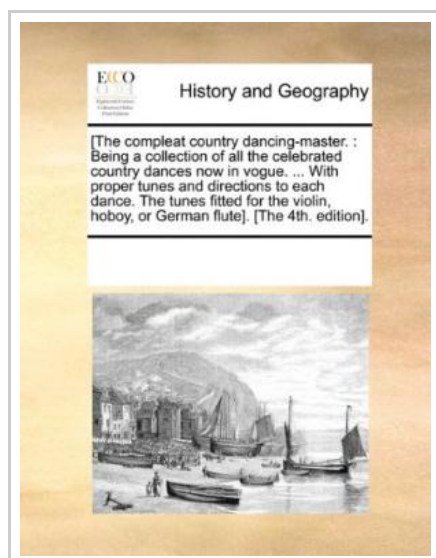 ECCO
History and Geography
[The compleat country dancing-master. :
Being a collection of all the celebrated
country dances now in vogue. ... With
proper tunes and directions to each
dance. The tunes fitted for the violin,
hoboy, or German flute]. [The 4th. edition].